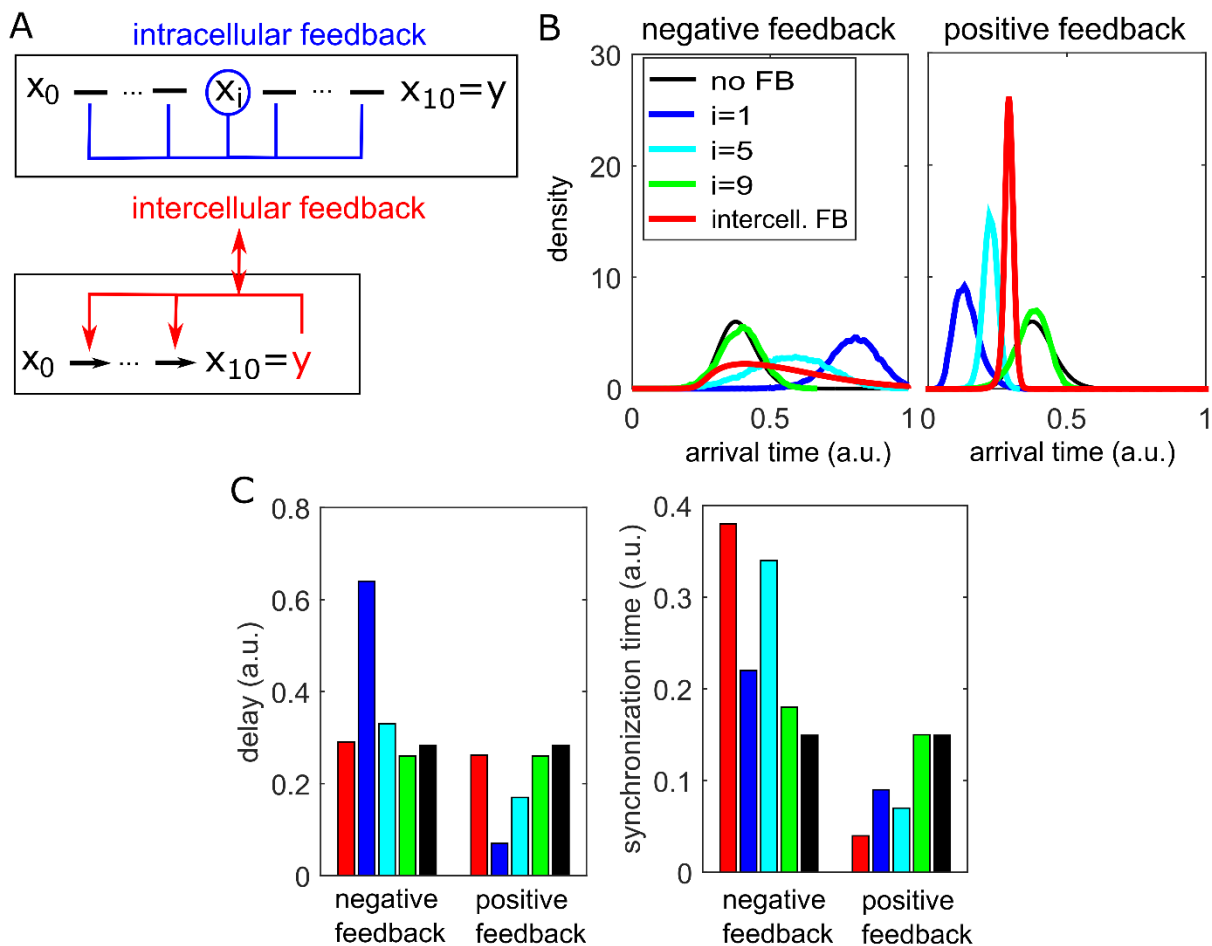 A
intracellular feedback
x0 ... xi ... x10=y
intercellular feedback
x0 ... x10=y
B
negative feedback
positive feedback
30
20
10
0
density
no FB
i=1
i=5
i=9
intercell. FB
0 0.5 1
0 0.5 1
arrival time (a.u.)
arrival time (a.u.)
C
0.8
0.6
0.4
0.2
0
delay (a.u.)
negative feedback
positive feedback
0.4
0.3
0.2
0.1
0
synchronization time (a.u.)
negative feedback
positive feedback